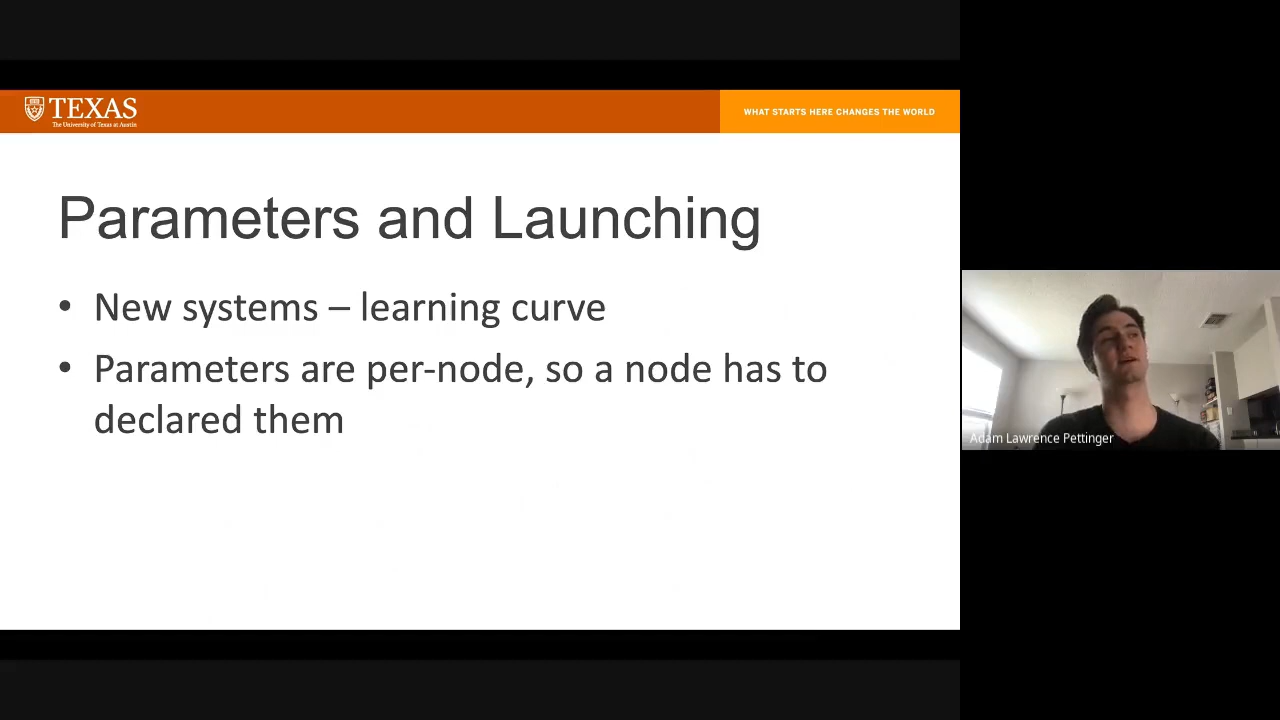 TEXAS
The University of Texas at Austin
WHAT STARTS HERE CHANGES THE WORLD
Parameters and Launching
• New systems – learning curve
• Parameters are per-node, so a node has to
declared them
Adam Lawrence Pettinger